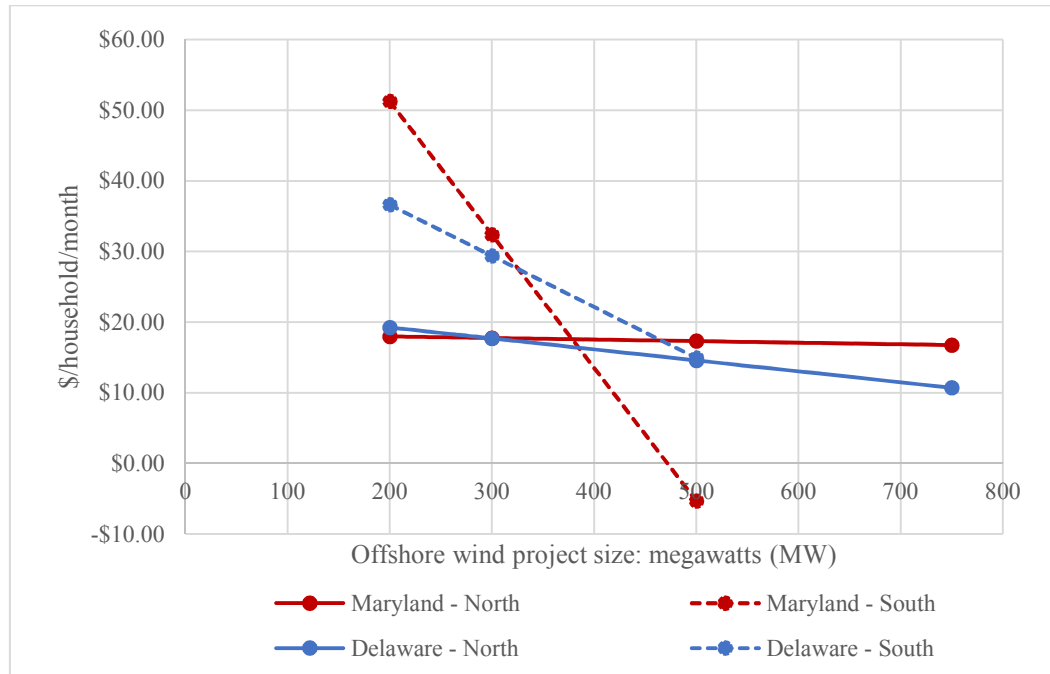 $60.00
$50.00
$40.00
$30.00
$20.00
$10.00
$0.00
-$10.00
$/household/month
0 100 200 300 400 500 600 700 800
Offshore wind project size: megawatts (MW)
Maryland - North Maryland - South
Delaware - North Delaware - South